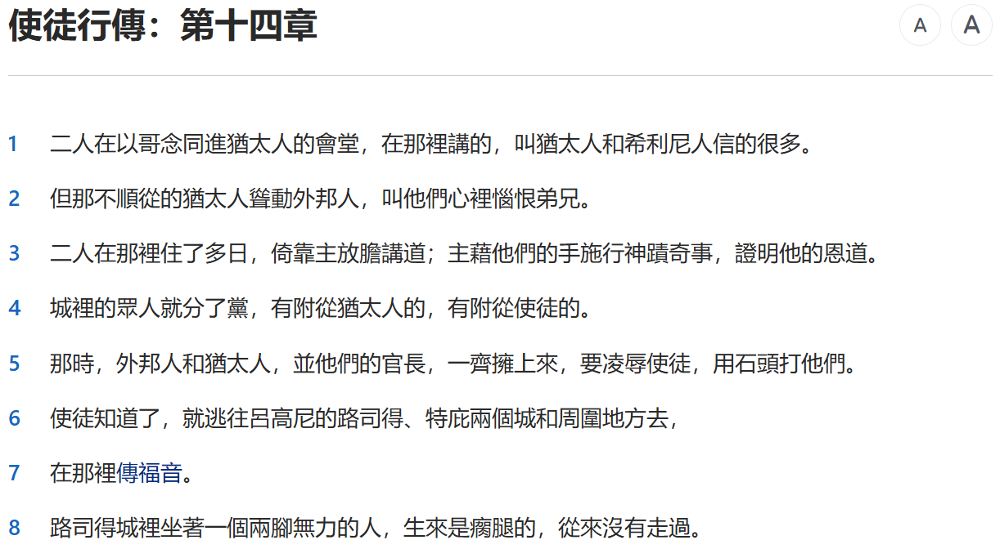 使徒行傳：第十四章
A A
1 二人在以哥念同進猶太人的會堂，在那裡講的，叫猶太人和希利尼人信的很多。
2 但那不順從的猶太人聳動外邦人，叫他們心裡惱恨弟兄。
3 二人在那裡住了多日，倚靠主放膽講道；主藉他們的手施行神蹟奇事，證明他的恩道。
4 城裡的眾人就分了黨，有附從猶太人的，有附從使徒的。
5 那時，外邦人和猶太人，並他們的官長，一齊擁上來，要凌辱使徒，用石頭打他們。
6 使徒知道了，就逃往呂高尼的路司得、特庇兩個城和周圍地方去，
7 在那裡傳福音。
8 路司得城裡坐著一個兩腳無力的人，生來是瘸腿的，從來沒有走過。